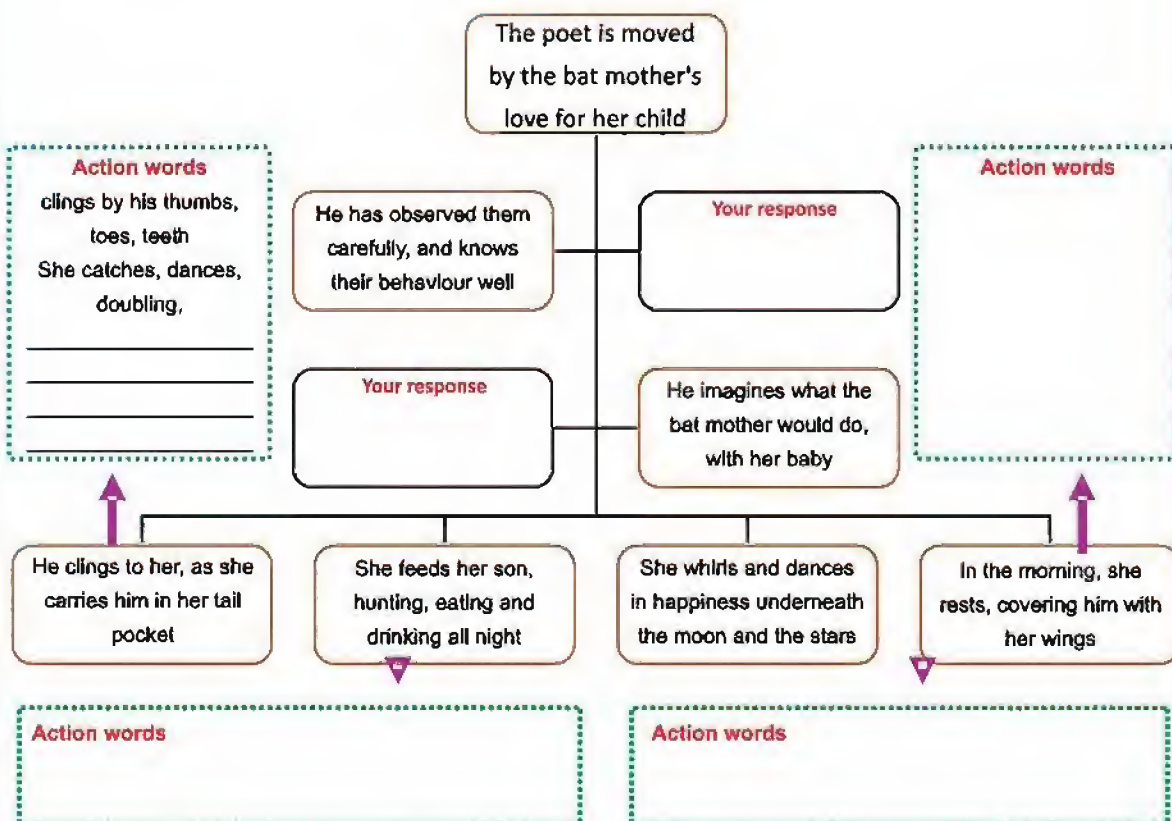 The poet is moved
by the bat mother's
love for her child
Action words
clings by his thumbs,
toes, teeth
She catches, dances,
doubling,
He has observed them
carefully, and knows
their behaviour well
Your response
Action words
Your response
He imagines what the
bat mother would do,
with her baby
He clings to her, as she
carries him in her tail
pocket
She feeds her son,
hunting, eating and
drinking all night
She whirls and dances
in happiness underneath
the moon and the stars
In the morning, she
rests, covering him with
her wings
Action words
Action words